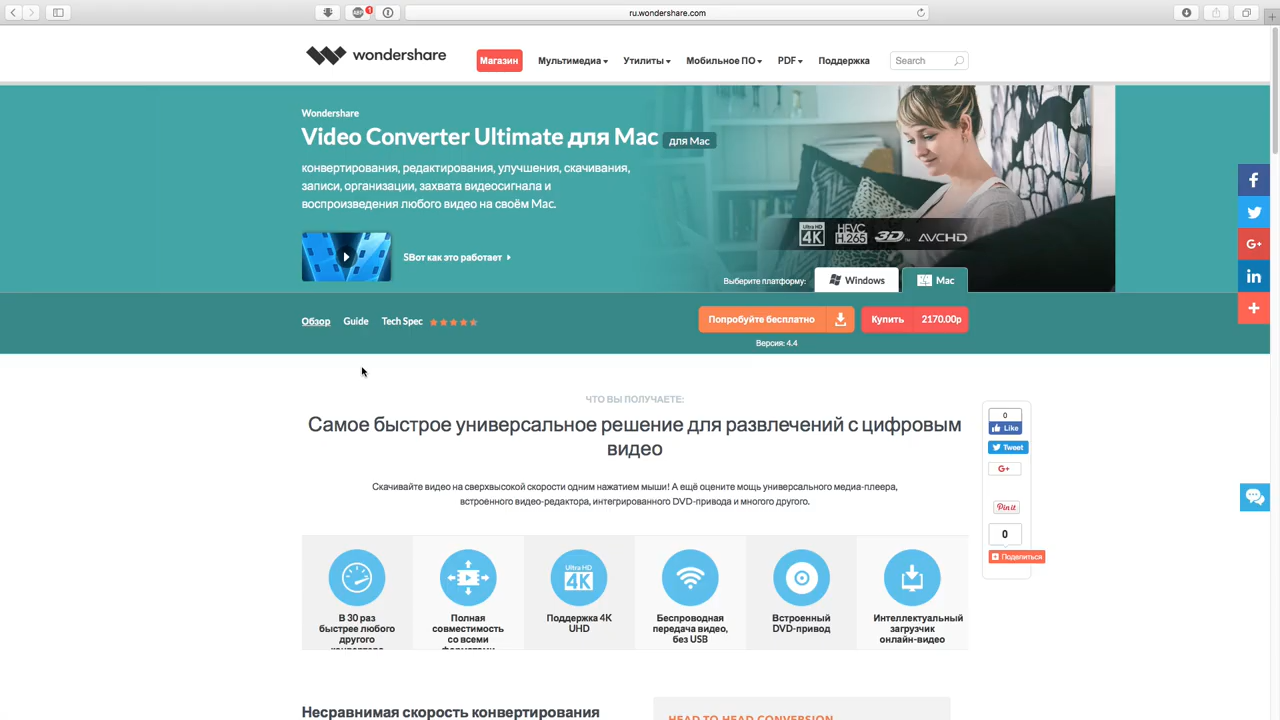 ru.wondershare.com
ABP 1
wondershare
Магазин Мультимедиа Утилиты Мобильное ПО PDF Поддержка Search
Wondershare
Video Converter Ultimate для Mac для Mac
конвертирования, редактирования, улучшения, скачивания,
записи, организации, захвата видеосигнала и
воспроизведения любого видео на своём Mac.
Ultra HD 4K HEVC H.265 3D AVCHD
SВот как это работает
Выберите платформу: Windows Mac
Обзор Guide Tech Spec
Попробуйте бесплатно Купить 2170.00р
Версия: 4.4
ЧТО ВЫ ПОЛУЧАЕТЕ:
Самое быстрое универсальное решение для развлечений с цифровым
видео
Скачивайте видео на сверхвысокой скорости одним нажатием мыши! А ещё оцените мощь универсального медиа-плеера,
встроенного видео-редактора, интегрированного DVD-привода и многого другого.
0
Like
Tweet
G+
Pin it
0
Поделиться
Ultra HD
4K
В 30 раз
быстрее любого
другого
Полная
совместимость
со всеми
Поддержка 4K
UHD
Беспроводная
передача видео,
без USB
Встроенный
DVD-привод
Интеллектуальный
загрузчик
онлайн-видео
Несравнимая скорость конвертирования
HEAD TO HEAD CONVERSION